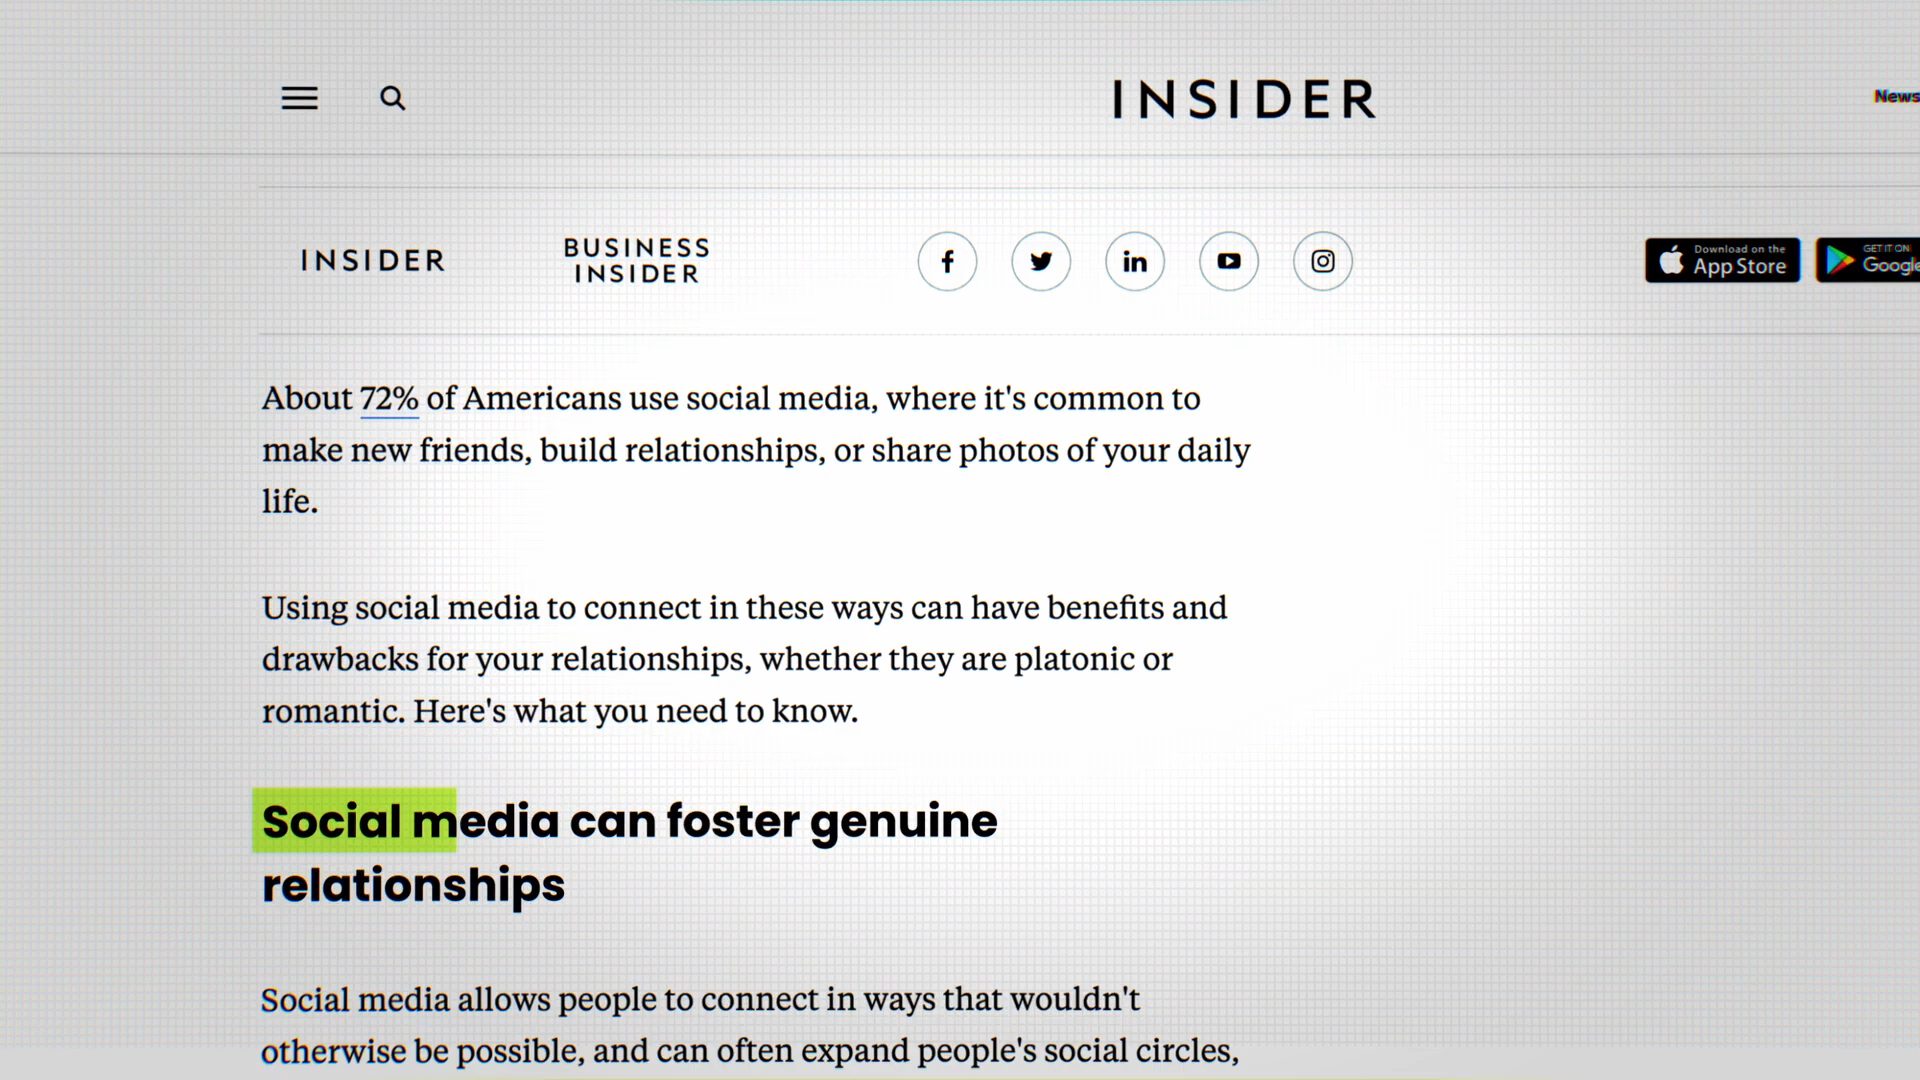 INSIDER
News
INSIDER
BUSINESS
INSIDER
Download on the
App Store
GET IT ON
Google
About 72% of Americans use social media, where it's common to
make new friends, build relationships, or share photos of your daily
life.
Using social media to connect in these ways can have benefits and
drawbacks for your relationships, whether they are platonic or
romantic. Here's what you need to know.
Social media can foster genuine
relationships
Social media allows people to connect in ways that wouldn't
otherwise be possible, and can often expand people's social circles,